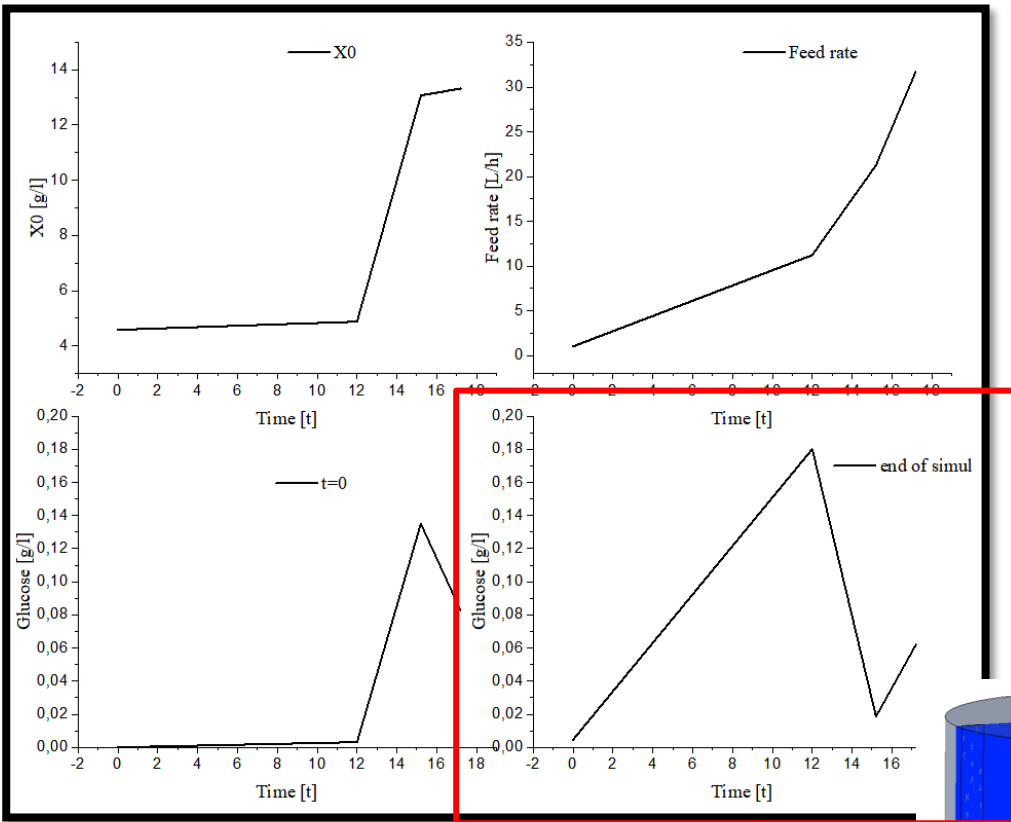 X0
14
12
10
8
6
4
X0 [g/l]
-2 0 2 4 6 8 10 12 14 16 18
Time [t]
Feed rate
35
30
25
20
15
10
5
0
Feed rate [L/h]
-2 0 2 4 6 8 10 12 14 16 18
Time [t]
t=0
0,20
0,18
0,16
0,14
0,12
0,10
0,08
0,06
0,04
0,02
0,00
Glucose [g/l]
-2 0 2 4 6 8 10 12 14 16 18
Time [t]
end of simul
0,20
0,18
0,16
0,14
0,12
0,10
0,08
0,06
0,04
0,02
0,00
Glucose [g/l]
-2 0 2 4 6 8 10 12 14 16
Time [t]